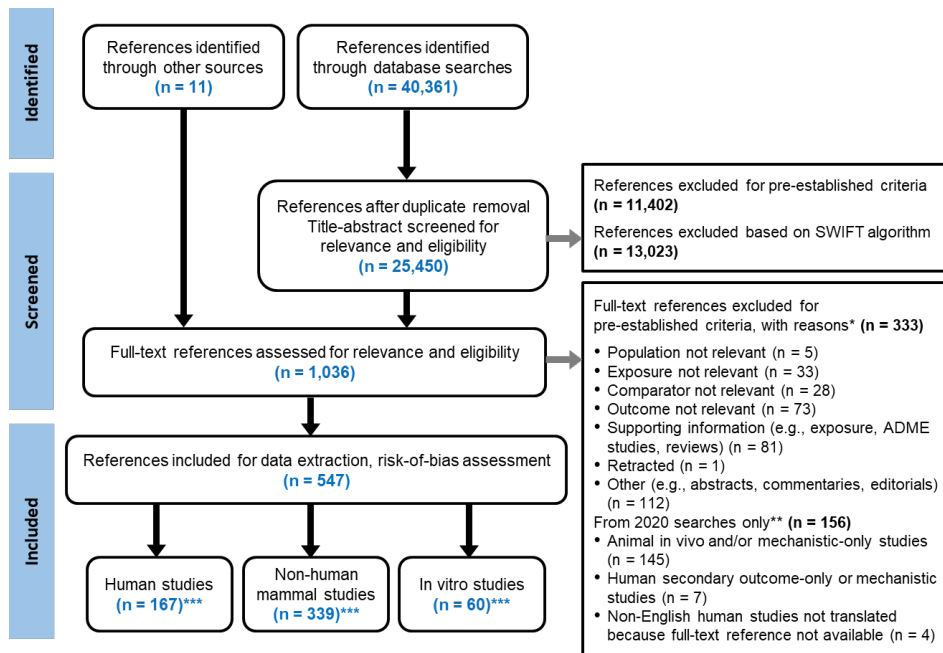 Identified
References identified
through other sources
(n = 11)
References identified
through database searches
(n = 40,361)
Screened
References after duplicate removal
Title-abstract screened for
relevance and eligibility
(n = 25,450)
References excluded for pre-established criteria
(n = 11,402)
References excluded based on SWIFT algorithm
(n = 13,023)
Full-text references assessed for relevance and eligibility
(n = 1,036)
Full-text references excluded for
pre-established criteria, with reasons* (n = 333)
• Population not relevant (n = 5)
• Exposure not relevant (n = 33)
• Comparator not relevant (n = 28)
• Outcome not relevant (n = 73)
• Supporting information (e.g., exposure, ADME
studies, reviews) (n = 81)
• Retracted (n = 1)
• Other (e.g., abstracts, commentaries, editorials)
(n = 112)
From 2020 searches only** (n = 156)
• Animal in vivo and/or mechanistic-only studies
(n = 145)
• Human secondary outcome-only or mechanistic
studies (n = 7)
• Non-English human studies not translated
because full-text reference not available (n = 4)
Included
References included for data extraction, risk-of-bias assessment
(n = 547)
Human studies
(n = 167)***
Non-human
mammal studies
(n = 339)***
In vitro studies
(n = 60)***